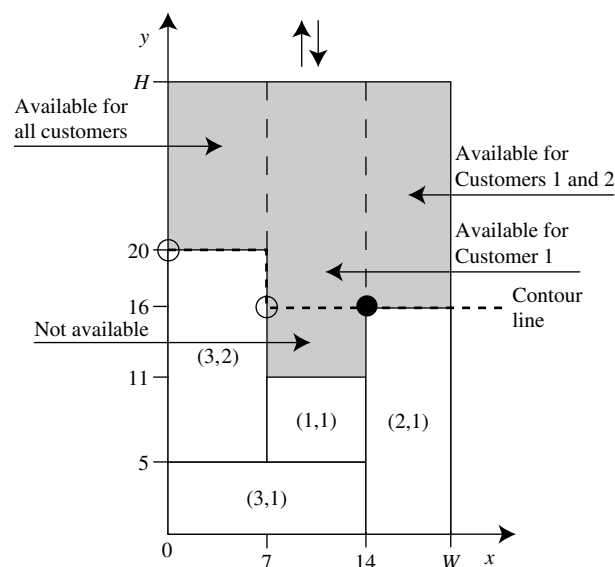 y
H
Available for
all customers
Available for
Customers 1 and 2
Available for
Customer 1
20
16
Contour
line
Not available
(3,2)
11
(1,1)
(2,1)
5
(3,1)
0
7
14
W
x